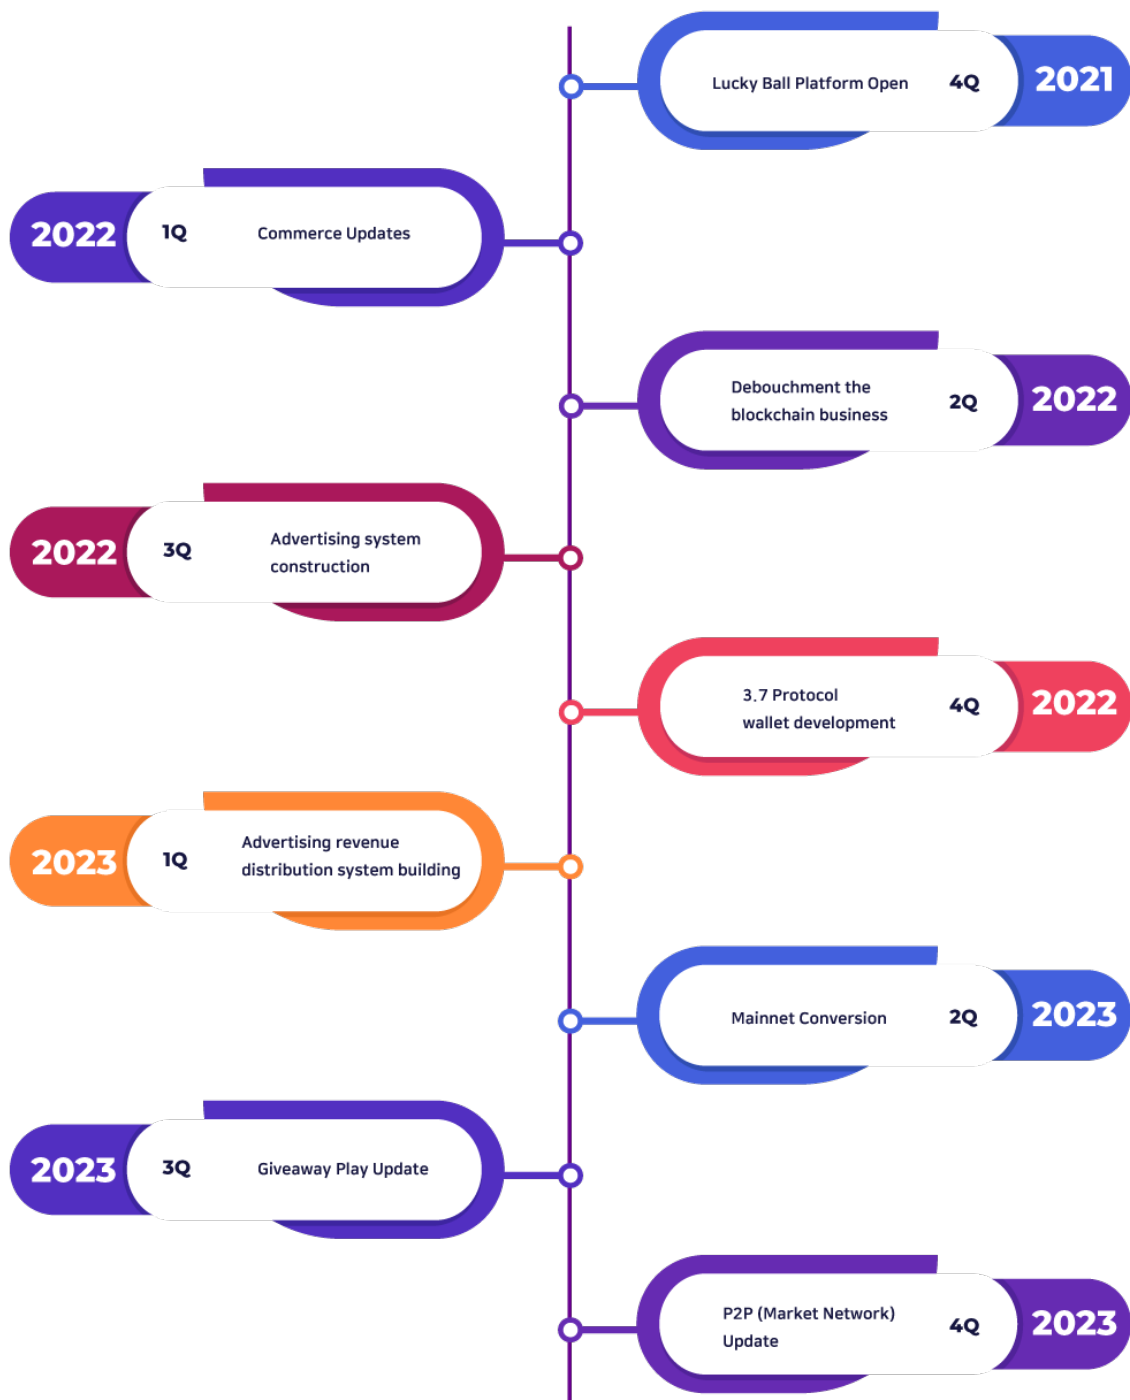 Lucky Ball Platform Open 4Q 2021
2022 1Q Commerce Updates
Debouchment the
blockchain business
2Q 2022
2022 3Q
Advertising system
construction
3.7 Protocol
wallet development
4Q 2022
2023 1Q
Advertising revenue
distribution system building
Mainnet Conversion 2Q 2023
2023 3Q Giveaway Play Update
P2P (Market Network)
Update
4Q 2023